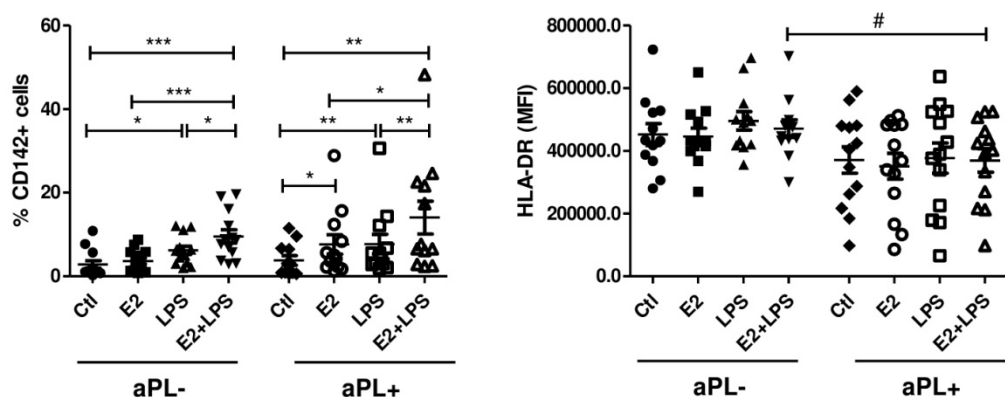 60
40
20
0
% CD142+ cells
***
***
*
*
**
*
**
**
*
Ctl
E2
LPS
E2+LPS
Ctl
E2
LPS
E2+LPS
aPL-
aPL+
800000.0
600000.0
400000.0
200000.0
0.0
HLA-DR (MFI)
#
Ctl
E2
LPS
E2+LPS
Ctl
E2
LPS
E2+LPS
aPL-
aPL+